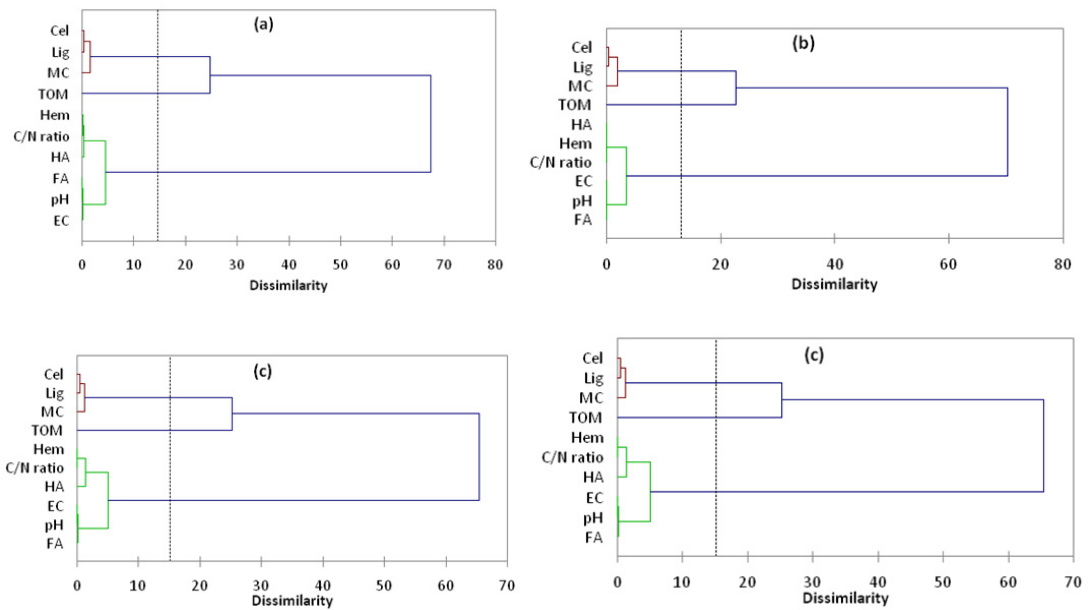 (a)
Cel
Lig
MC
TOM
Hem
C/N ratio
HA
FA
pH
EC
0 10 20 30 40 50 60 70 80
Dissimilarity
(b)
Cel
Lig
MC
TOM
HA
Hem
C/N ratio
EC
pH
FA
0 20 40 60 80
Dissimilarity
(c)
Cel
Lig
MC
TOM
Hem
C/N ratio
HA
EC
pH
FA
0 10 20 30 40 50 60 70
Dissimilarity
(c)
Cel
Lig
MC
TOM
Hem
C/N ratio
HA
EC
pH
FA
0 10 20 30 40 50 60 70
Dissimilarity